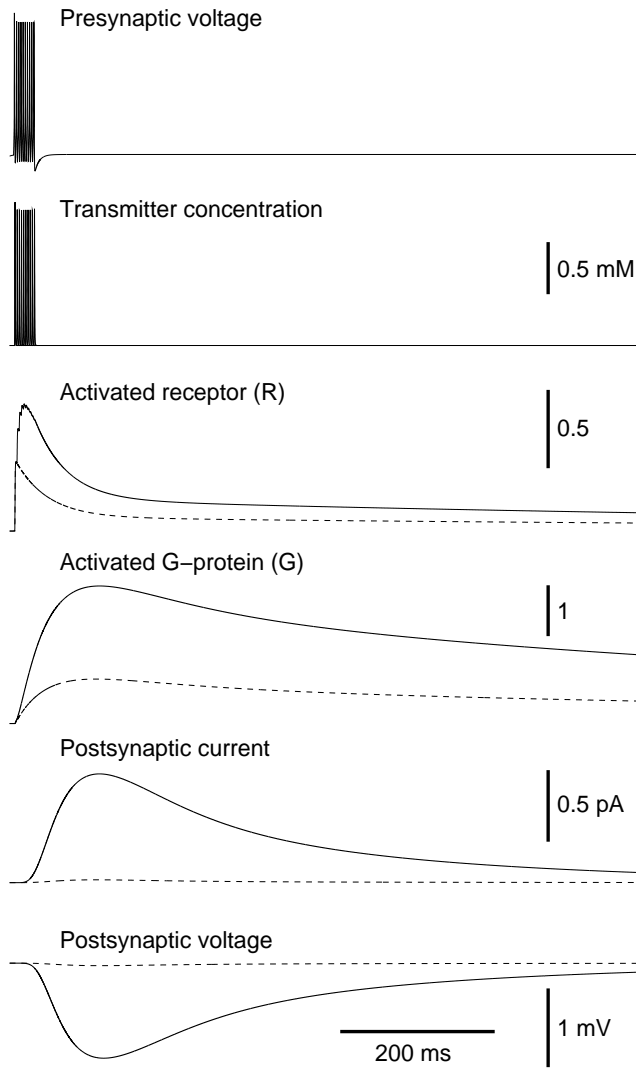 Presynaptic voltage
Transmitter concentration
0.5 mM
Activated receptor (R)
0.5
Activated G−protein (G)
1
Postsynaptic current
0.5 pA
Postsynaptic voltage
1 mV
200 ms